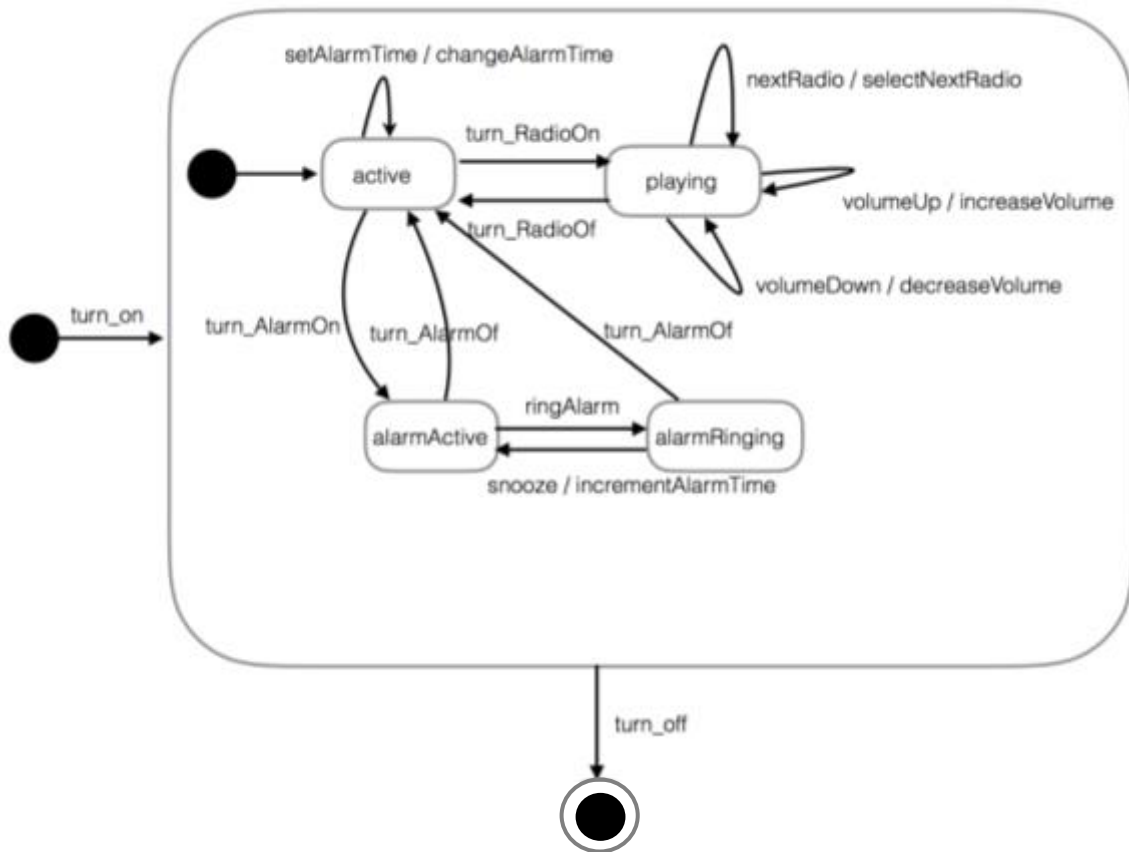 setAlarmTime / changeAlarmTime
nextRadio / selectNextRadio
turn_RadioOn
active
playing
volumeUp / increaseVolume
turn_RadioOf
volumeDown / decreaseVolume
turn_on
turn_AlarmOn
turn_AlarmOf
turn_AlarmOf
ringAlarm
alarmActive
alarmRinging
snooze / incrementAlarmTime
turn_off